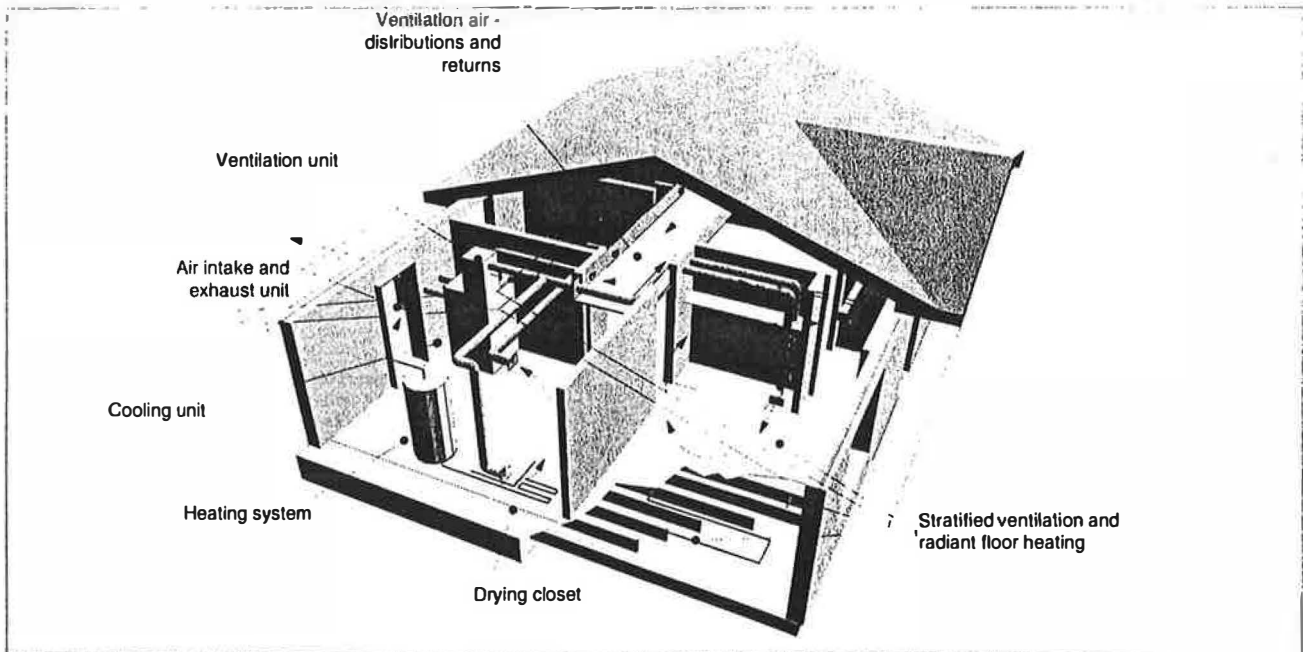 Ventilation air -
distributions and
returns
Ventilation unit
Air intake and
exhaust unit
Cooling unit
Heating system
Drying closet
Stratified ventilation and
radiant floor heating